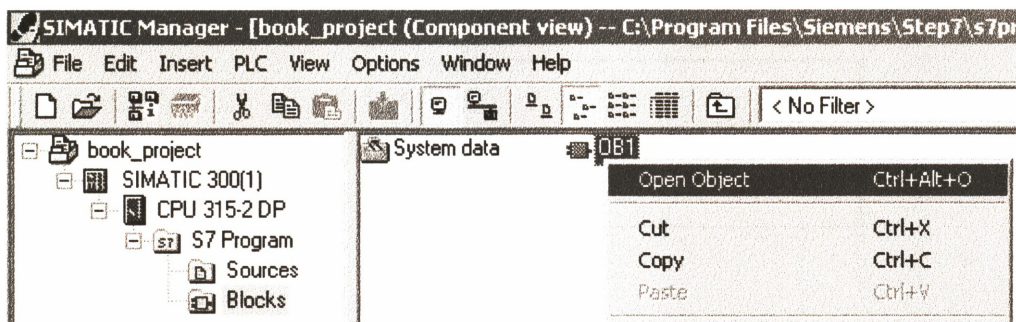 SIMATIC Manager - [book_project (Component view) -- C:\Program Files\Siemens\Step7\s7pr
File Edit Insert PLC View Options Window Help
< No Filter >
book_project
SIMATIC 300(1)
CPU 315-2 DP
S7 Program
Sources
Blocks
System data OB1
Open Object Ctrl+Alt+O
Cut Ctrl+X
Copy Ctrl+C
Paste Ctrl+V